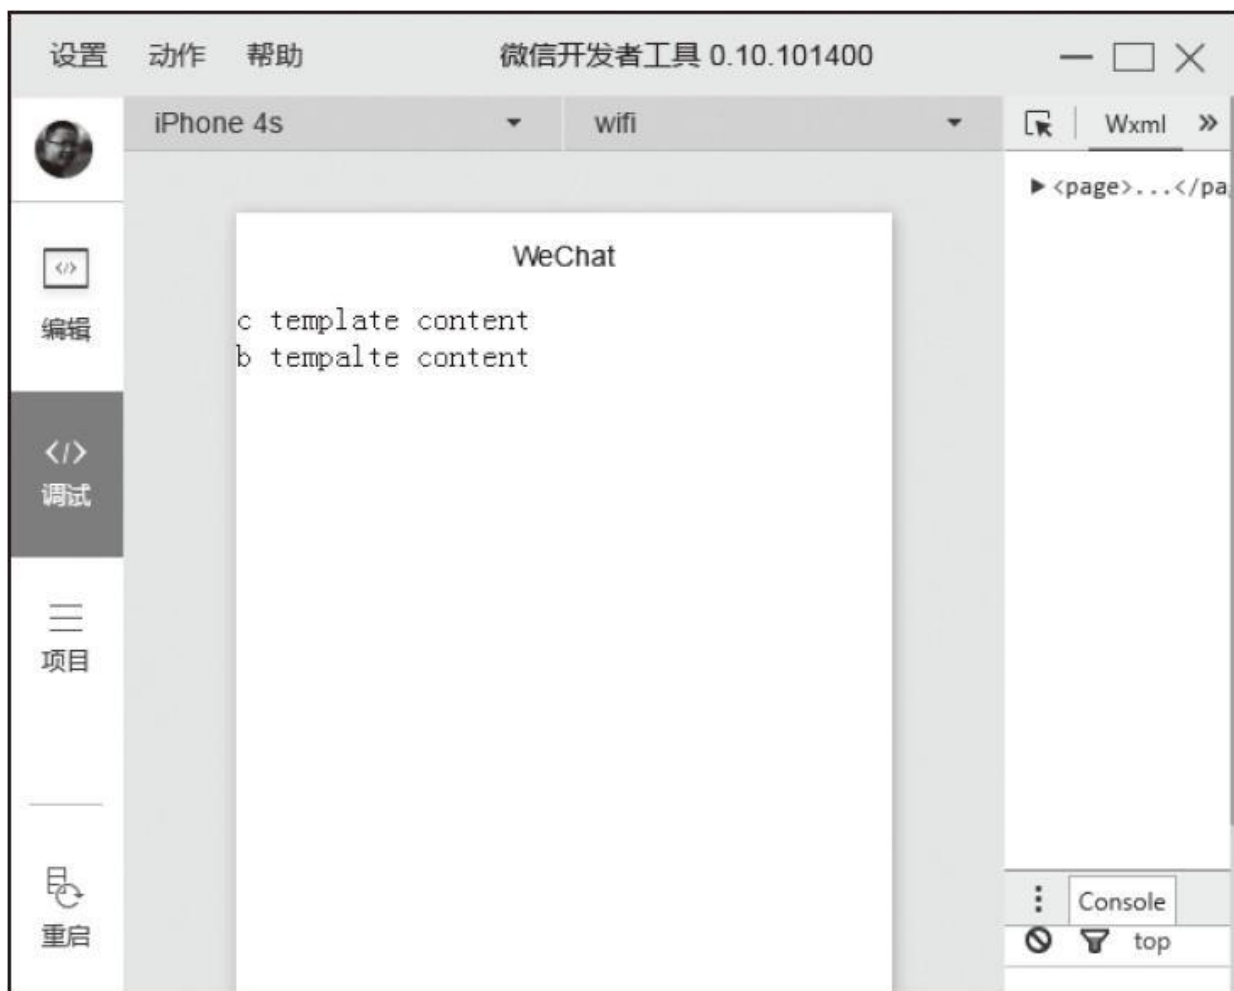 设置 动作 帮助 微信开发者工具 0.10.101400
iPhone 4s wifi Wxml »
▶<page>...</pa
</>
编辑
WeChat
c template content
b tempalte content
</>
调试
项目
重启
Console
top